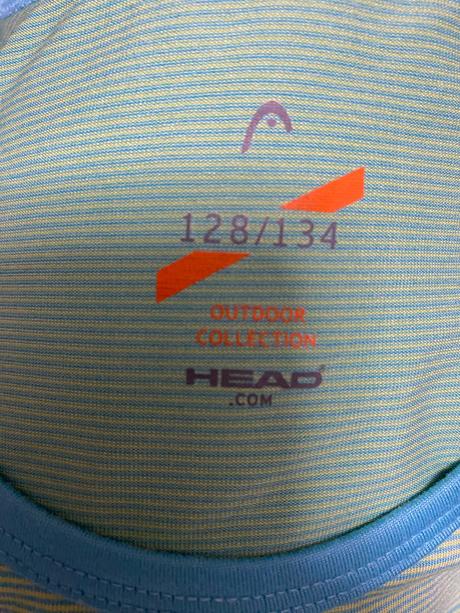 128/134
OUTDOOR
COLLECTION
HEAD
.COM